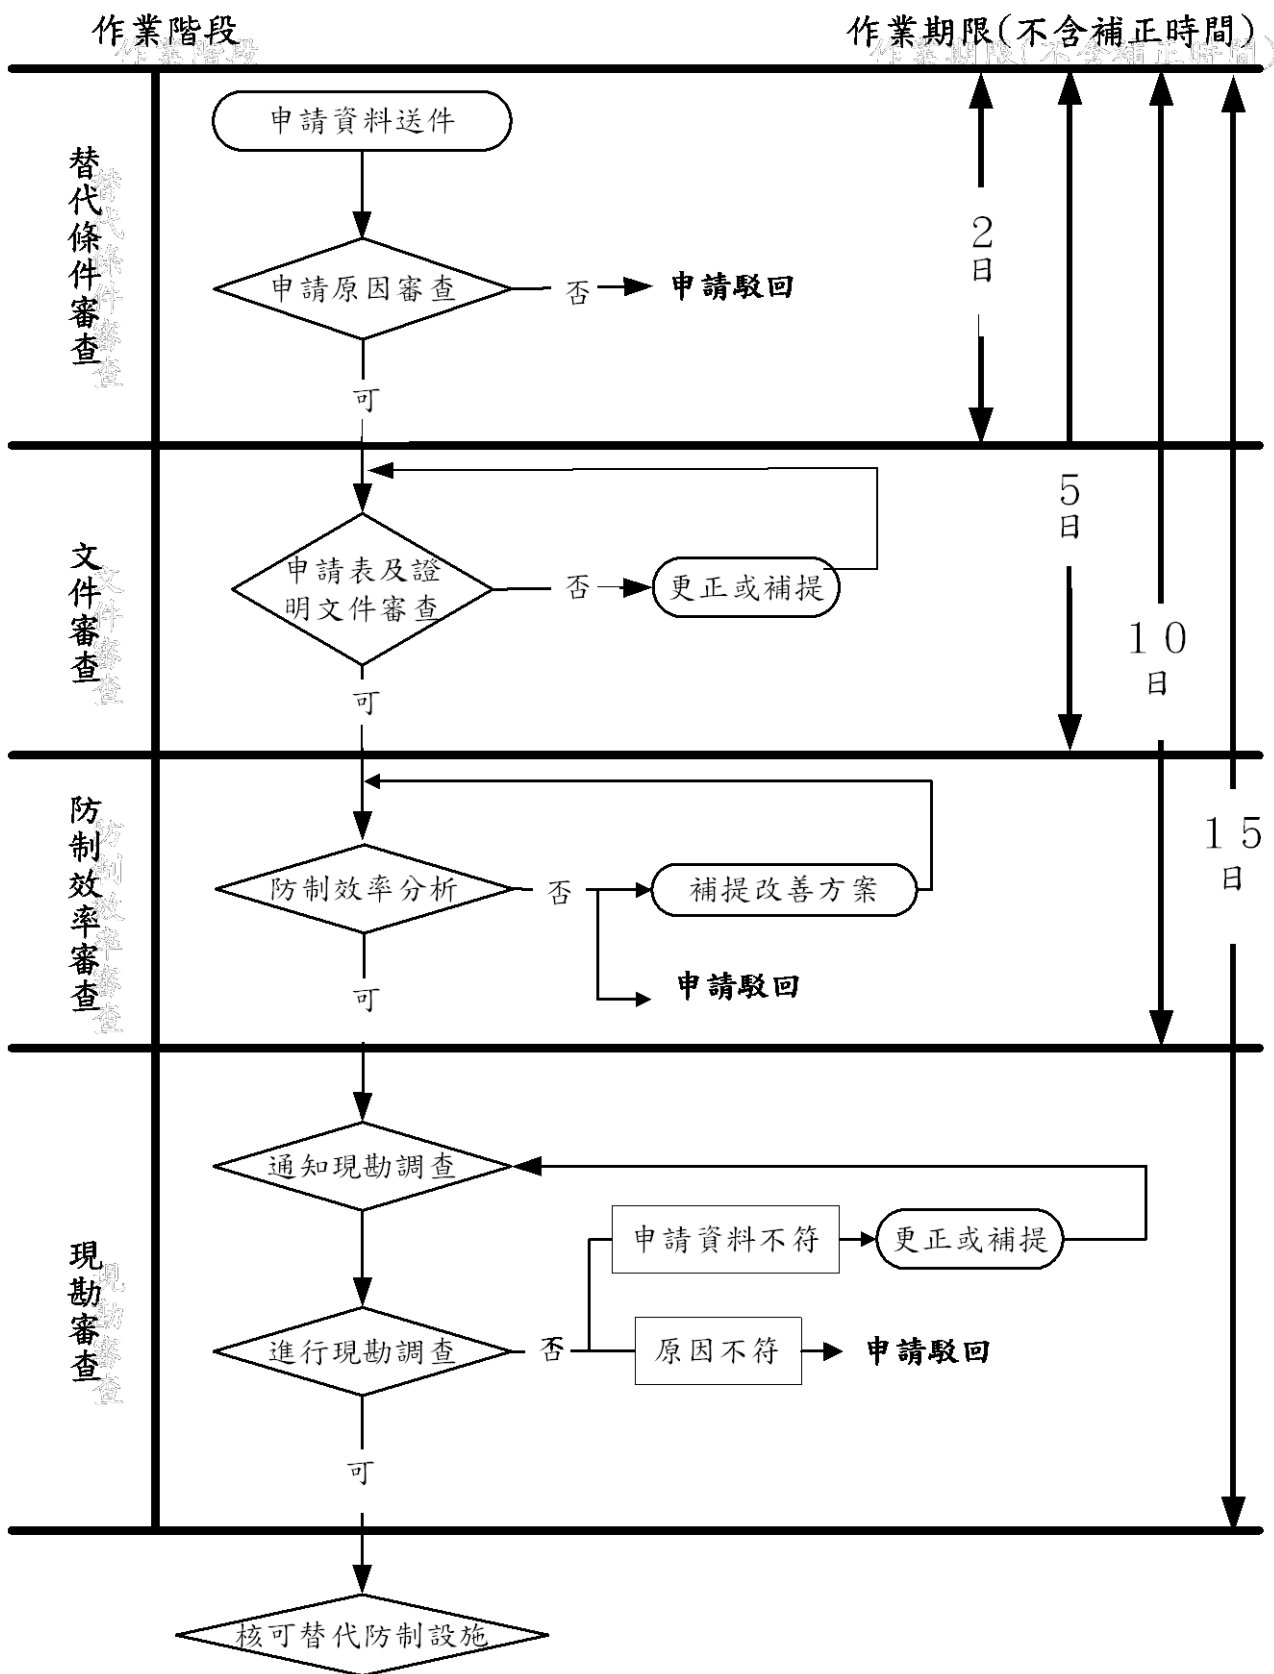 作業階段
作業期限(不含補正時間)
替代條件審查
申請資料送件
申請原因審查
否
申請駁回
可
2日
文件審查
申請表及證
明文件審查
否
更正或補提
可
5日
防制效率審查
防制效率分析
否
補提改善方案
申請駁回
可
10
日
現勘審查
通知現勘調查
申請資料不符
更正或補提
進行現勘調查
否
原因不符
申請駁回
可
15
日
核可替代防制設施